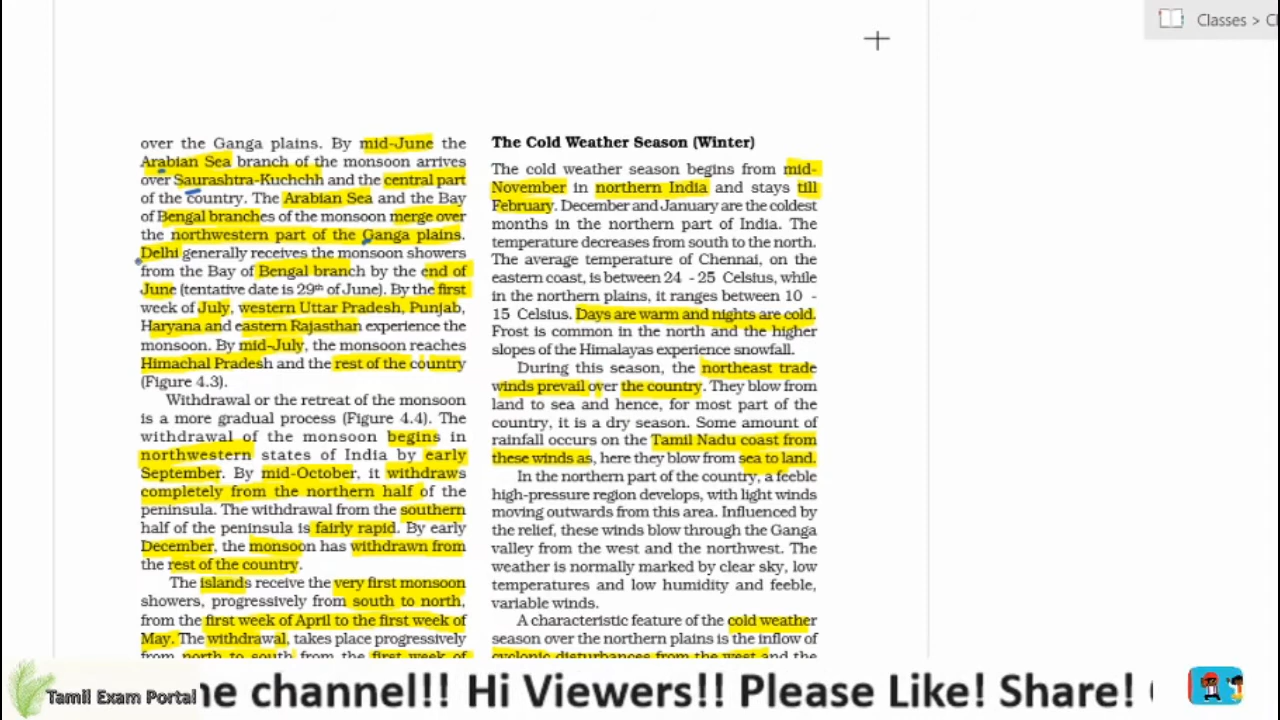 Classes > C
over the Ganga plains. By mid-June the
Arabian Sea branch of the monsoon arrives
over Saurashtra-Kuchchh and the central part
of the country. The Arabian Sea and the Bay
of Bengal branches of the monsoon merge over
the northwestern part of the Ganga plains.
Delhi generally receives the monsoon showers
from the Bay of Bengal branch by the end of
June (tentative date is 29th of June). By the first
week of July, western Uttar Pradesh, Punjab,
Haryana and eastern Rajasthan experience the
monsoon. By mid-July, the monsoon reaches
Himachal Pradesh and the rest of the country
(Figure 4.3).
Withdrawal or the retreat of the monsoon
is a more gradual process (Figure 4.4). The
withdrawal of the monsoon begins in
northwestern states of India by early
September. By mid-October, it withdraws
completely from the northern half of the
peninsula. The withdrawal from the southern
half of the peninsula is fairly rapid. By early
December, the monsoon has withdrawn from
the rest of the country.
The islands receive the very first monsoon
showers, progressively from south to north,
from the first week of April to the first week of
May. The withdrawal, takes place progressively
from north to south from the first week of
The Cold Weather Season (Winter)
The cold weather season begins from mid-
November in northern India and stays till
February. December and January are the coldest
months in the northern part of India. The
temperature decreases from south to the north.
The average temperature of Chennai, on the
eastern coast, is between 24 - 25 Celsius, while
in the northern plains, it ranges between 10 -
15 Celsius. Days are warm and nights are cold.
Frost is common in the north and the higher
slopes of the Himalayas experience snowfall.
During this season, the northeast trade
winds prevail over the country. They blow from
land to sea and hence, for most part of the
country, it is a dry season. Some amount of
rainfall occurs on the Tamil Nadu coast from
these winds as, here they blow from sea to land.
In the northern part of the country, a feeble
high-pressure region develops, with light winds
moving outwards from this area. Influenced by
the relief, these winds blow through the Ganga
valley from the west and the northwest. The
weather is normally marked by clear sky, low
temperatures and low humidity and feeble,
variable winds.
A characteristic feature of the cold weather
season over the northern plains is the inflow of
cyclonic disturbances from the west and the
Tamil Exam Portal
he channel!! Hi Viewers!! Please Like! Share!